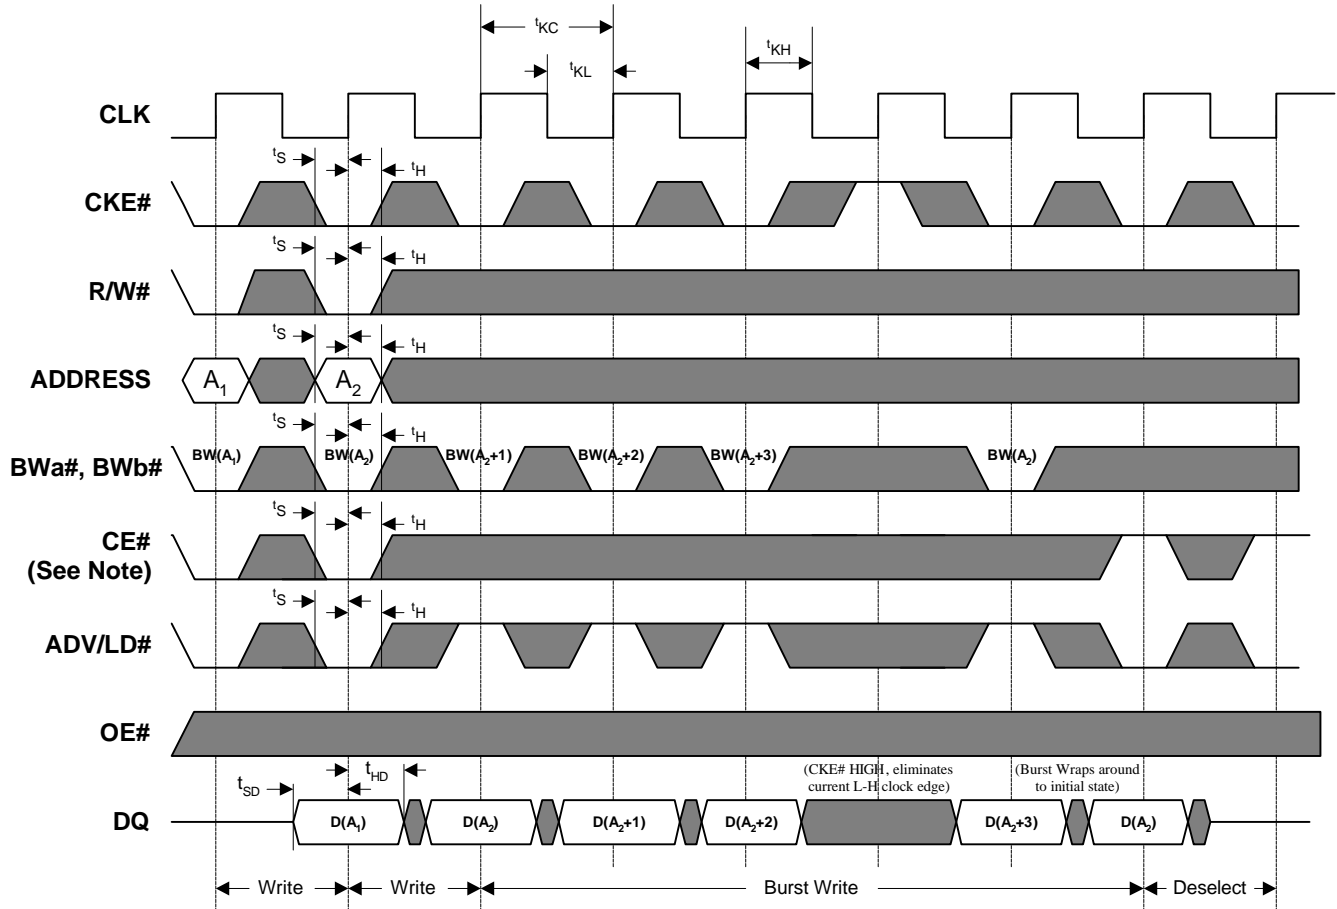 tKC
tKH
tKL
CLK
tS
tH
CKE#
tS
tH
R/W#
tS
tH
ADDRESS
A1
A2
tS
tH
BWa#, BWb#
BW(A1)
BW(A2)
BW(A2+1)
BW(A2+2)
BW(A2+3)
BW(A2)
tS
tH
CE#
(See Note)
tS
tH
ADV/LD#
OE#
tHD
tSD
(CKE# HIGH, eliminates
current L-H clock edge)
(Burst Wraps around
to initial state)
DQ
D(A1)
D(A2)
D(A2+1)
D(A2+2)
D(A2+3)
D(A2)
Write
Write
Burst Write
Deselect